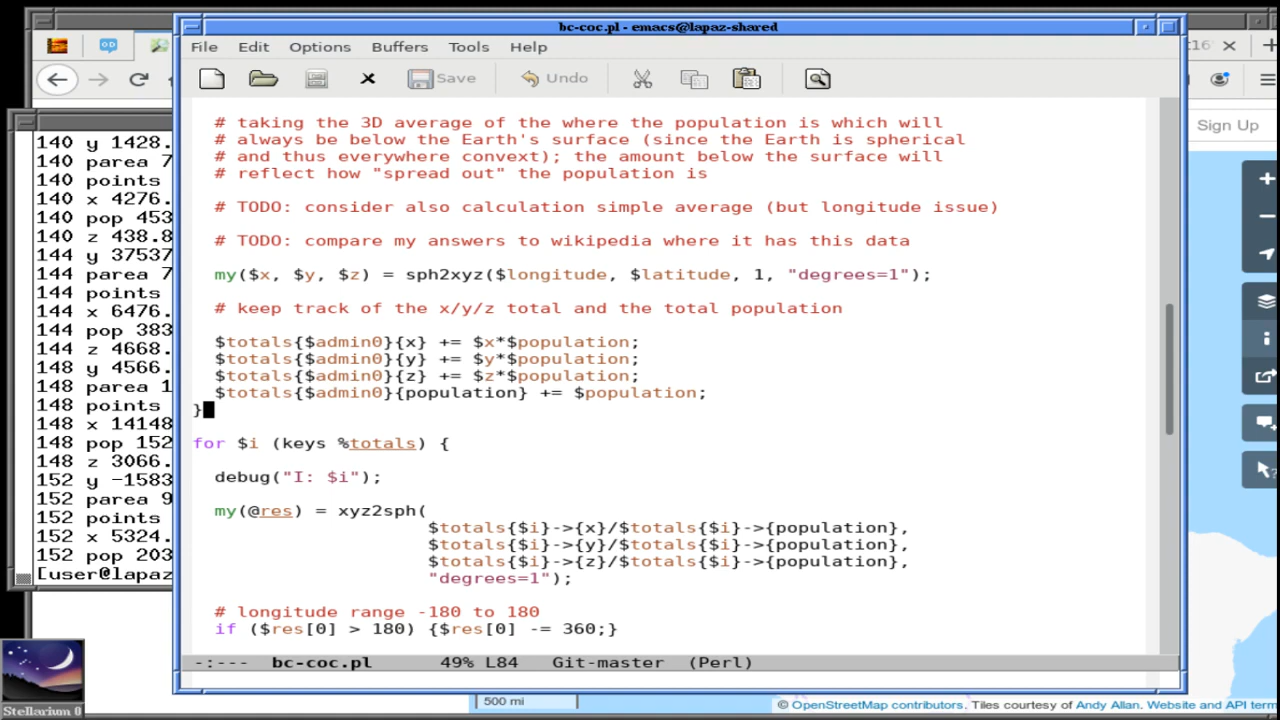 bc-coc.pl - emacs@lapaz-shared
File Edit Options Buffers Tools Help
Save Undo
# taking the 3D average of the where the population is which will
# always be below the Earth's surface (since the Earth is spherical
# and thus everywhere convext); the amount below the surface will
# reflect how "spread out" the population is
# TODO: consider also calculation simple average (but longitude issue)
# TODO: compare my answers to wikipedia where it has this data
my($x, $y, $z) = sph2xyz($longitude, $latitude, 1, "degrees=1");
# keep track of the x/y/z total and the total population
$totals{$admin0}{x} += $x*$population;
$totals{$admin0}{y} += $y*$population;
$totals{$admin0}{z} += $z*$population;
$totals{$admin0}{population} += $population;
}
for $i (keys %totals) {
debug("I: $i");
my(@res) = xyz2sph(
$totals{$i}->{x}/$totals{$i}->{population},
$totals{$i}->{y}/$totals{$i}->{population},
$totals{$i}->{z}/$totals{$i}->{population},
"degrees=1");
# longitude range -180 to 180
if ($res[0] > 180) {$res[0] -= 360;}
-:--- bc-coc.pl 49% L84 Git-master (Perl)
140 y 1428.
140 parea 7
140 points
140 x 4276.
140 pop 453
140 z 438.8
144 y 37537
144 parea 7
144 points
144 x 6476.
144 pop 383
144 z 4668.
148 y 4566.
148 parea 1
148 points
148 x 14148
148 pop 152
148 z 3066.
152 y -1583
152 parea 9
152 points
152 x 5324.
152 pop 203
[user@lapaz
Stellarium 0
Sign Up
500 mi
© OpenStreetMap contributors. Tiles courtesy of Andy Allan. Website and API term